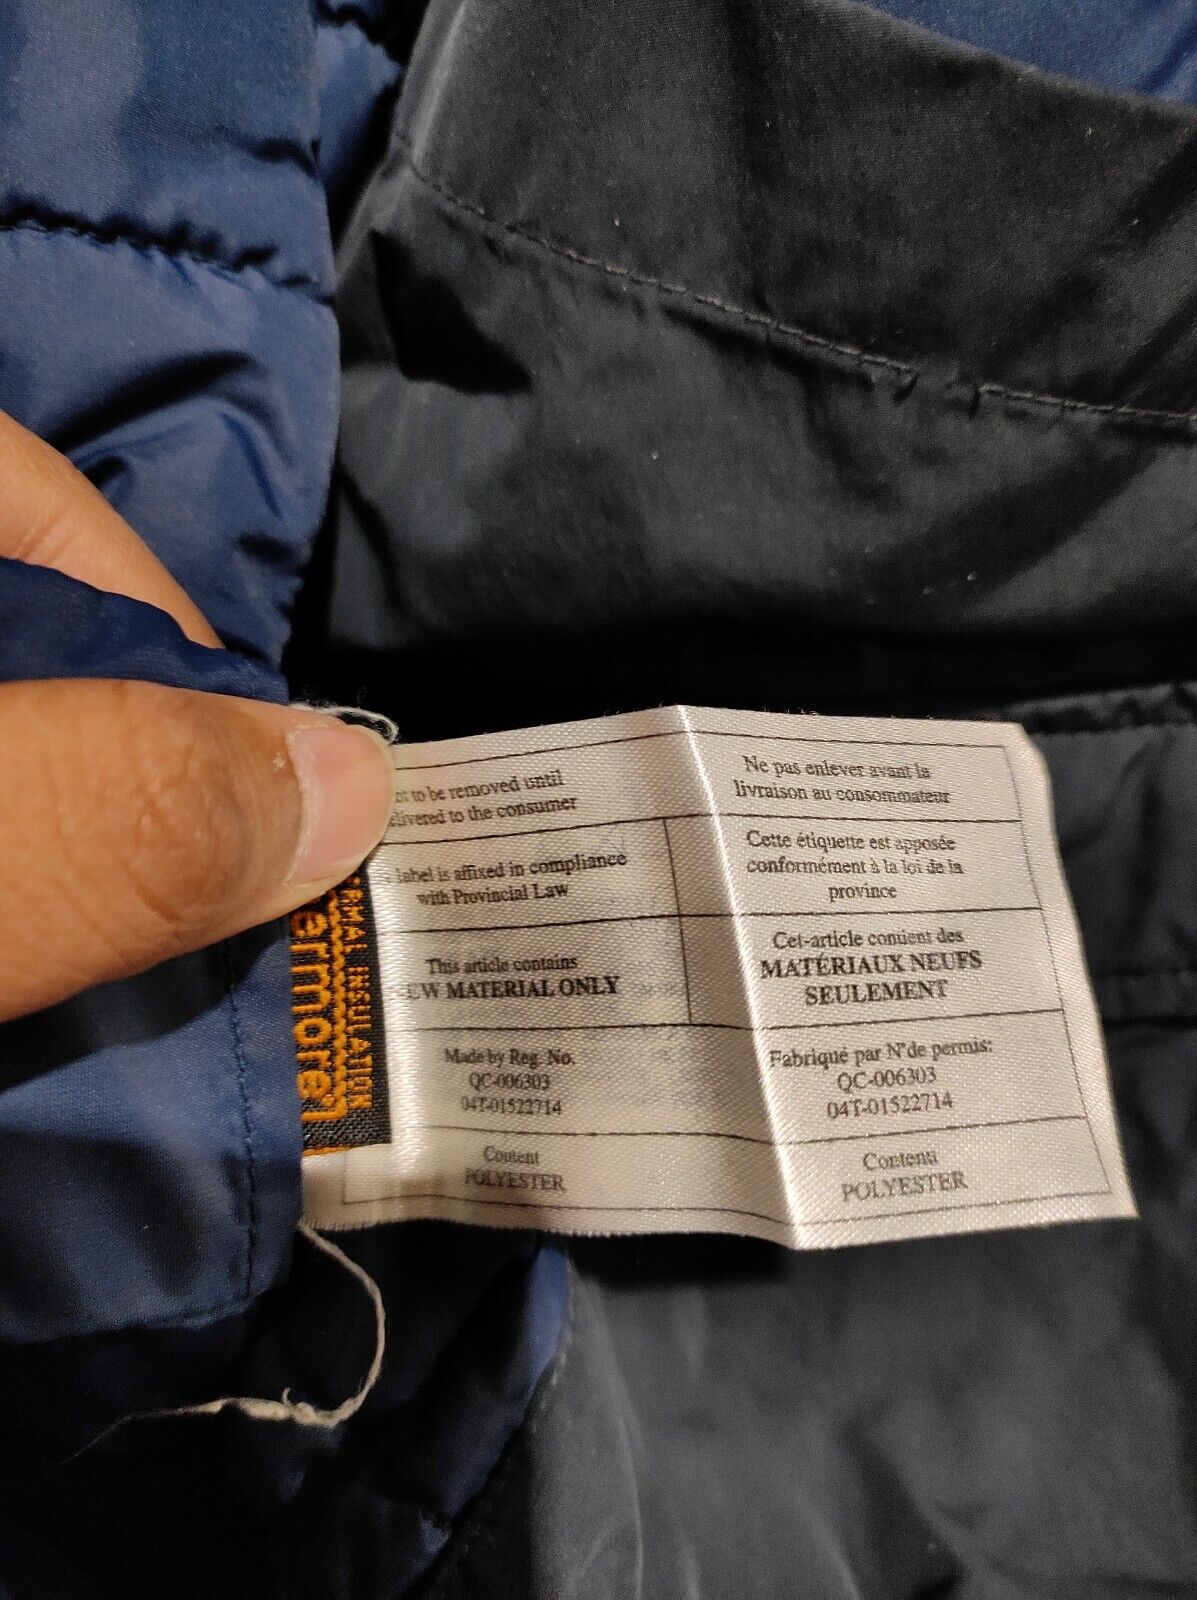 to be removed until
delivered to the consumer
label is affixed in compliance
with Provincial Law
This article contains
EW MATERIAL ONLY
Made by Reg. No.
QC-006303
04T-01522714
Content
POLYESTER
Ne pas enlever avant la
livraison au consommateur
Cette étiquette est apposée
conformément à la loi de la
province
Cet-article contient des
MATÉRIAUX NEUFS
SEULEMENT
Fabriqué par N°de permis:
QC-006303
04T-01522714
Contenu
POLYESTER
ermore
ERMAL INSULATION